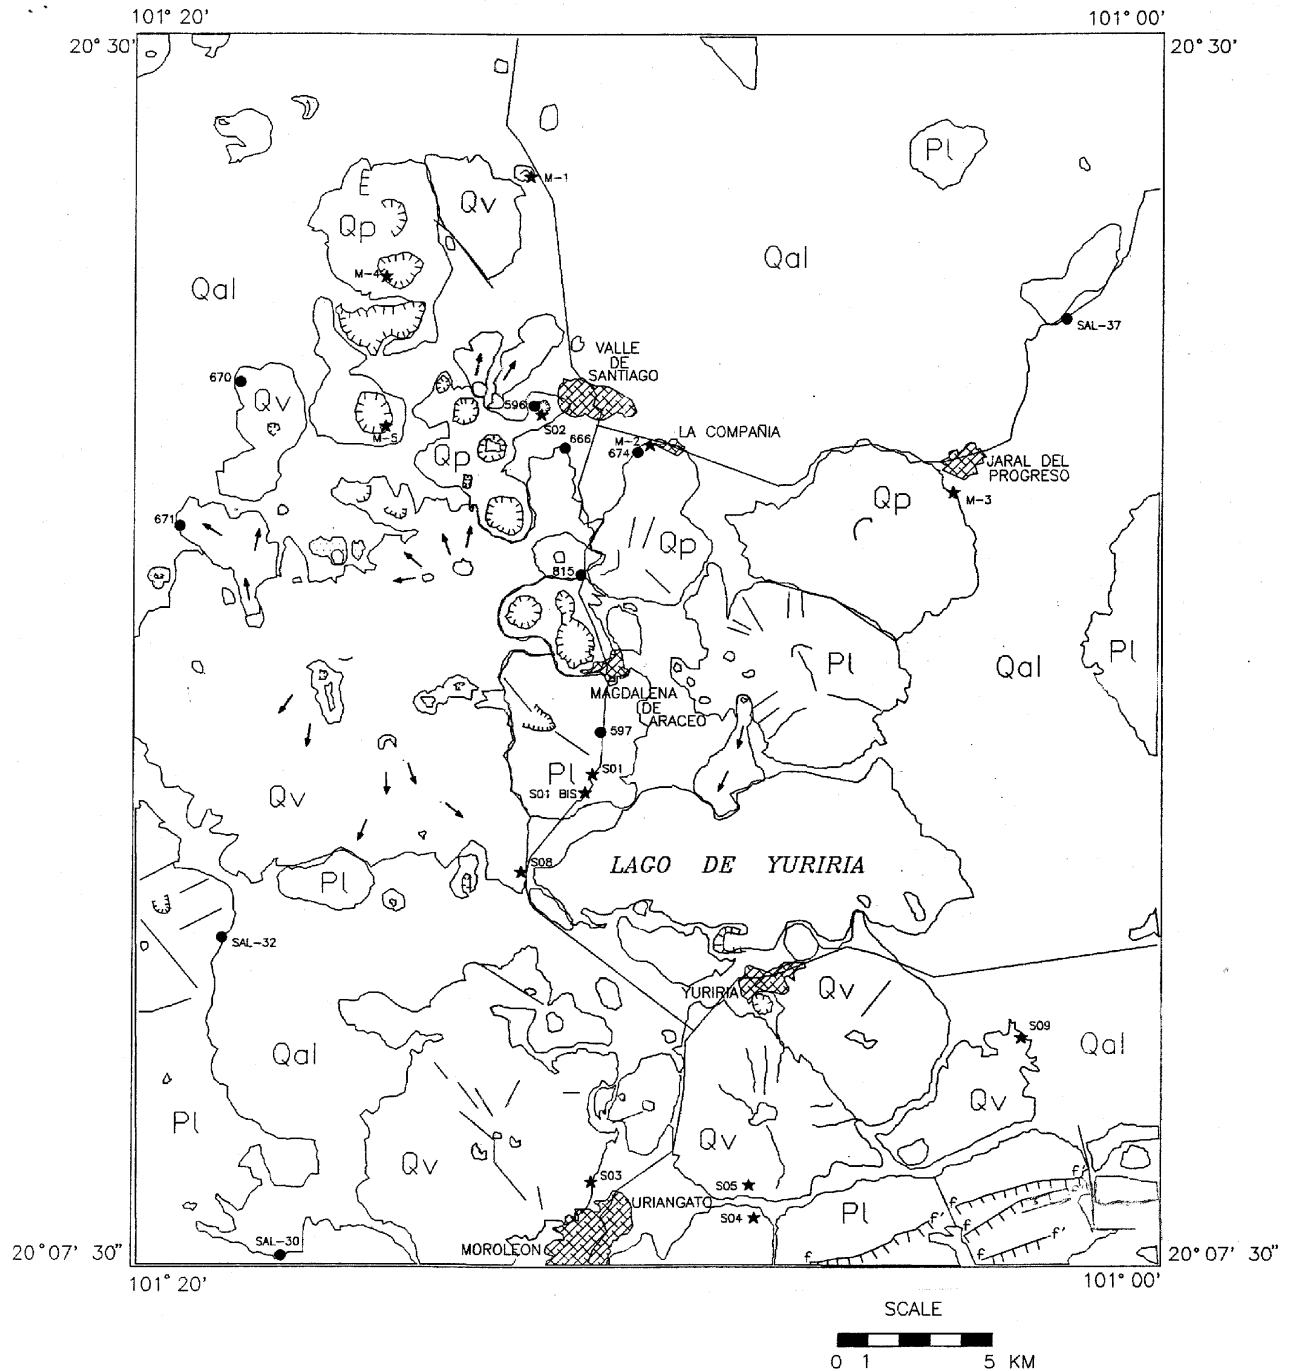 101° 20'
101° 00'
20° 30'
20° 30'
Pl
E
M-1
Qv
Qp
Qal
M-4
Qal
SAL-37
VALLE
DE
SANTIAGO
670
Qv
596
S02
M-5
M-2
LA COMPAÑIA
666
674
Qp
JARAL DEL
PROGRESO
Qp
M-3
671
Qp
815
Pl
Qal
Pl
MAGDALENA
DE
ARACEO
597
Pl
S01
S01 BIS
Qv
S08
LAGO DE YURIRIA
Pl
SAL-32
YURIRIA
Qv
S09
Qal
Qal
Qv
Pl
Qv
Qv
S03
S05
URIANGATO
S04
Pl
f
f'
f'
f
f
f'
f
SAL-30
MOROLEON
20° 07' 30"
20° 07' 30"
101° 20'
101° 00'
SCALE
0 1 5 KM